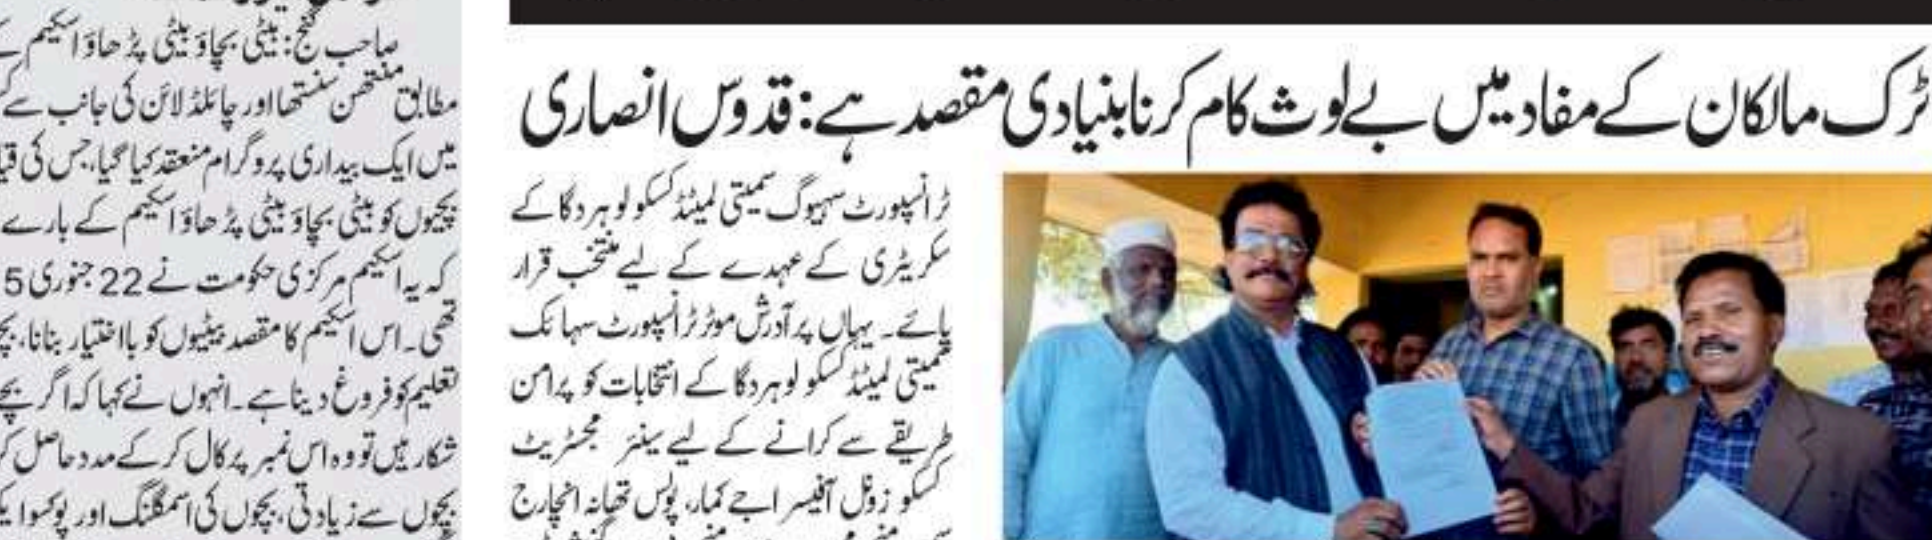 ٹرک مالکان کے مفاد میں بے لوث کام کرنا بنیادی مقصد ہے: قدوس انصاری
ٹرانسپورٹ سہیوگ سمیتی لمیٹڈ کسکو لوہردگا کے
سکریٹری کے عہدے کے لیے منتخب قرار
پائے۔ یہاں پر آدرش موٹر ٹرانسپورٹ سہا ئک
سمیتی لمیٹڈ کسکو لوہردگا کے انتخابات کو پرامن
طریقے سے کرانے کے لیے سینئر مجسٹریٹ
کسکو زونل آفیسر اجے کمار، پولس تھانہ انچارج
صاحب گنج: بیٹی بچاؤ بیٹی پڑھاؤ اسکیم کے
مطابق منتھن سنستھا اور چائلڈ لائن کی جانب سے
میں ایک بیداری پروگرام منعقد کیا گیا، جس کی
بچیوں کو بیٹی بچاؤ بیٹی پڑھاؤ اسکیم کے بارے
کہ یہ اسکیم مرکزی حکومت نے 22 جنوری 5
تھی۔ اس اسکیم کا مقصد بیٹیوں کو بااختیار بنانا،
تعلیم کو فروغ دینا ہے۔ انہوں نے کہا کہ اگر بچے
شکار ہیں تو وہ اس نمبر پر کال کر کے مدد حاصل
بچوں سے زیادتی، بچوں کی اسمگلنگ اور پوکسو